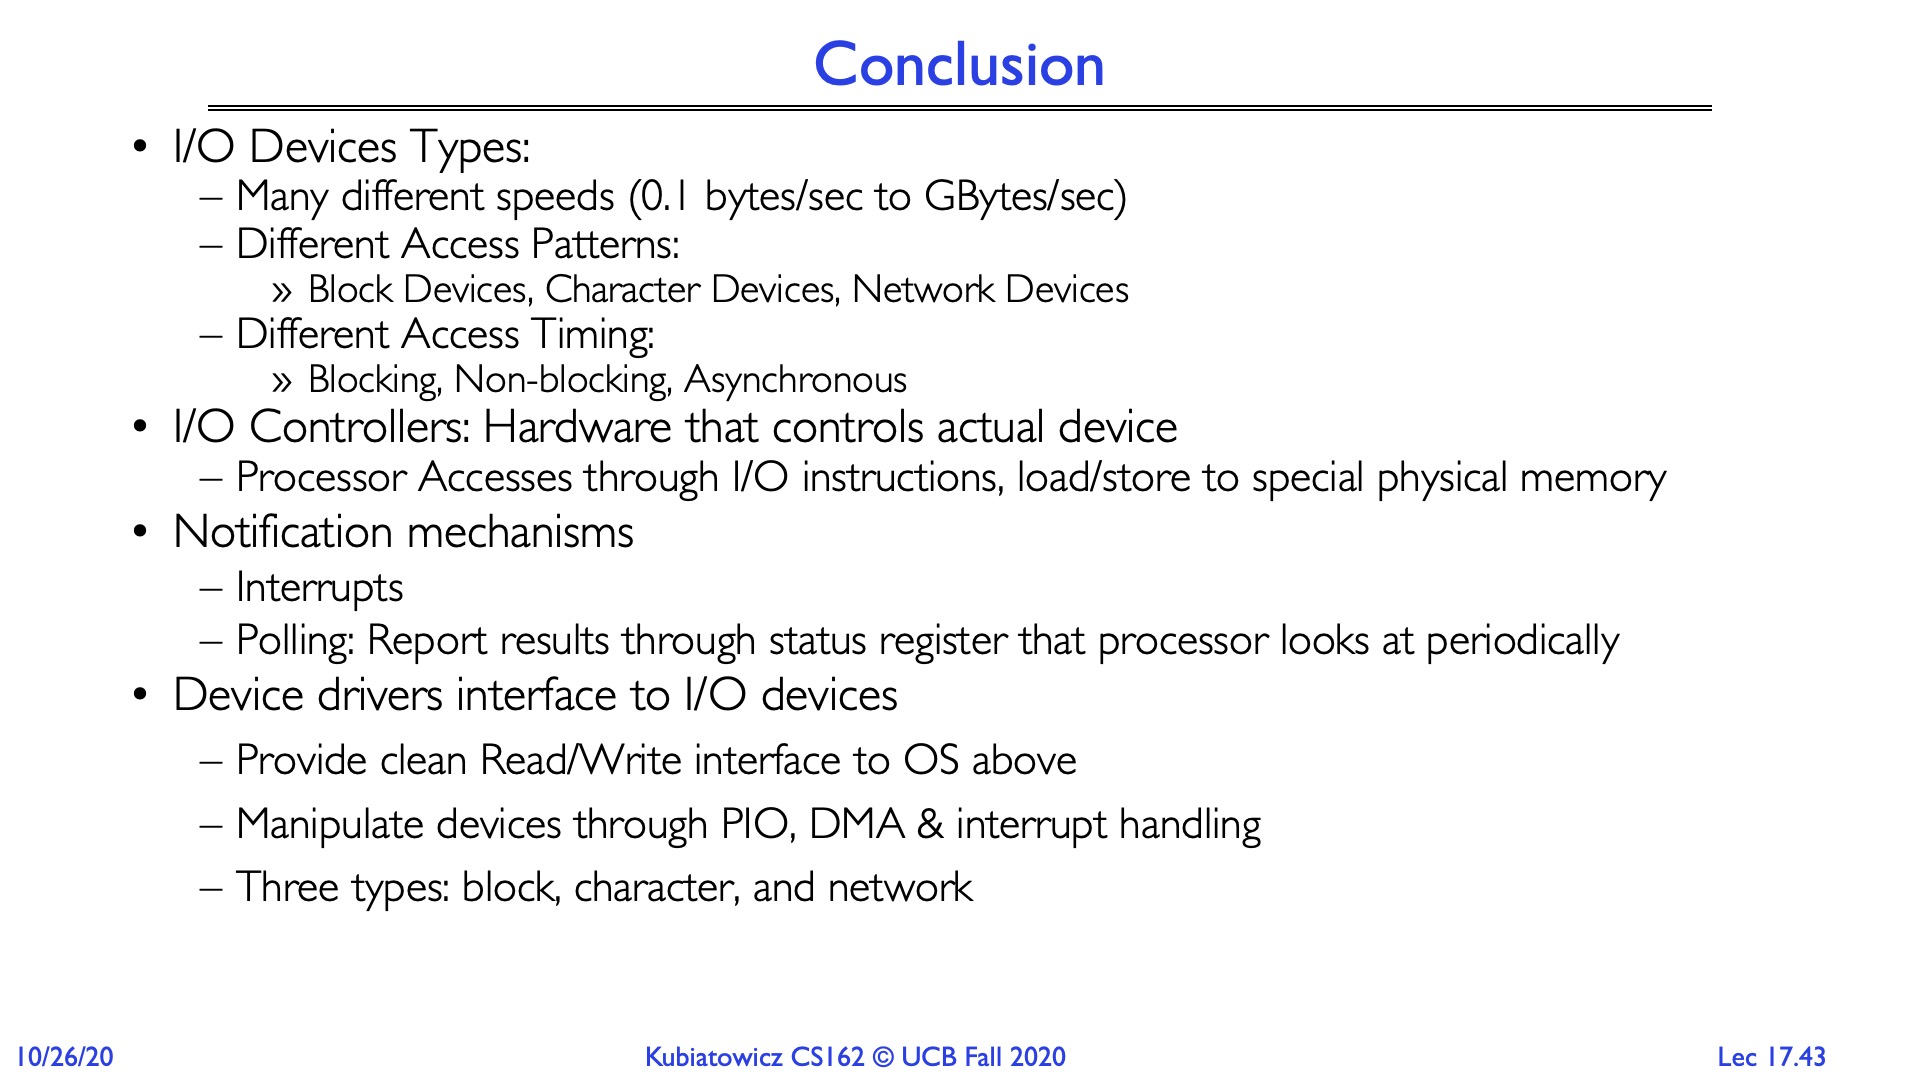 Conclusion
• I/O Devices Types:
– Many different speeds (0.1 bytes/sec to GBytes/sec)
– Different Access Patterns:
» Block Devices, Character Devices, Network Devices
– Different Access Timing:
» Blocking, Non-blocking, Asynchronous
• I/O Controllers: Hardware that controls actual device
– Processor Accesses through I/O instructions, load/store to special physical memory
• Notification mechanisms
– Interrupts
– Polling: Report results through status register that processor looks at periodically
• Device drivers interface to I/O devices
– Provide clean Read/Write interface to OS above
– Manipulate devices through PIO, DMA & interrupt handling
– Three types: block, character, and network
10/26/20
Kubiatowicz CS162 © UCB Fall 2020
Lec 17.43